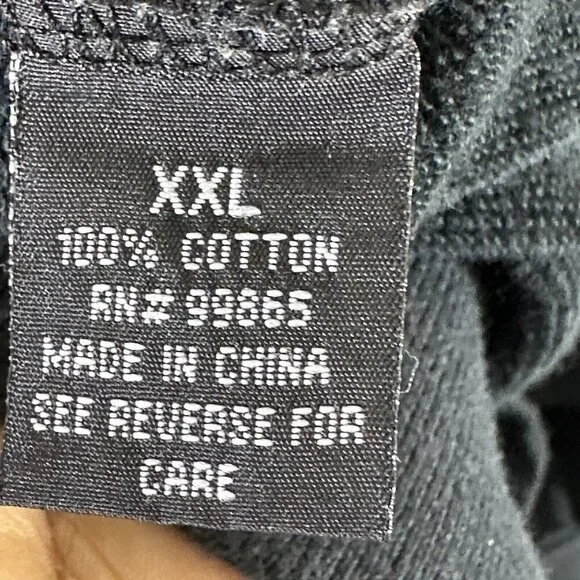 XXL
100% COTTON
RN# 99865
MADE IN CHINA
SEE REVERSE FOR
CARE